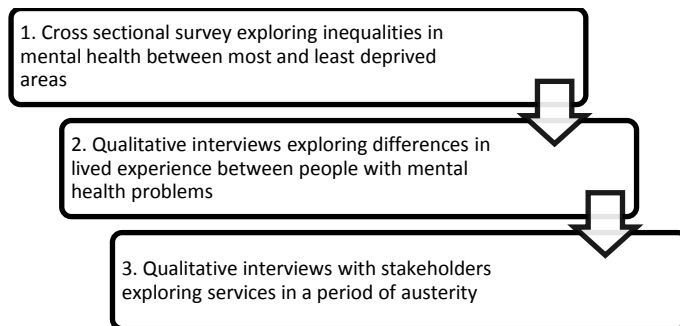 1. Cross sectional survey exploring inequalities in
mental health between most and least deprived
areas
2. Qualitative interviews exploring differences in
lived experience between people with mental
health problems
3. Qualitative interviews with stakeholders
exploring services in a period of austerity